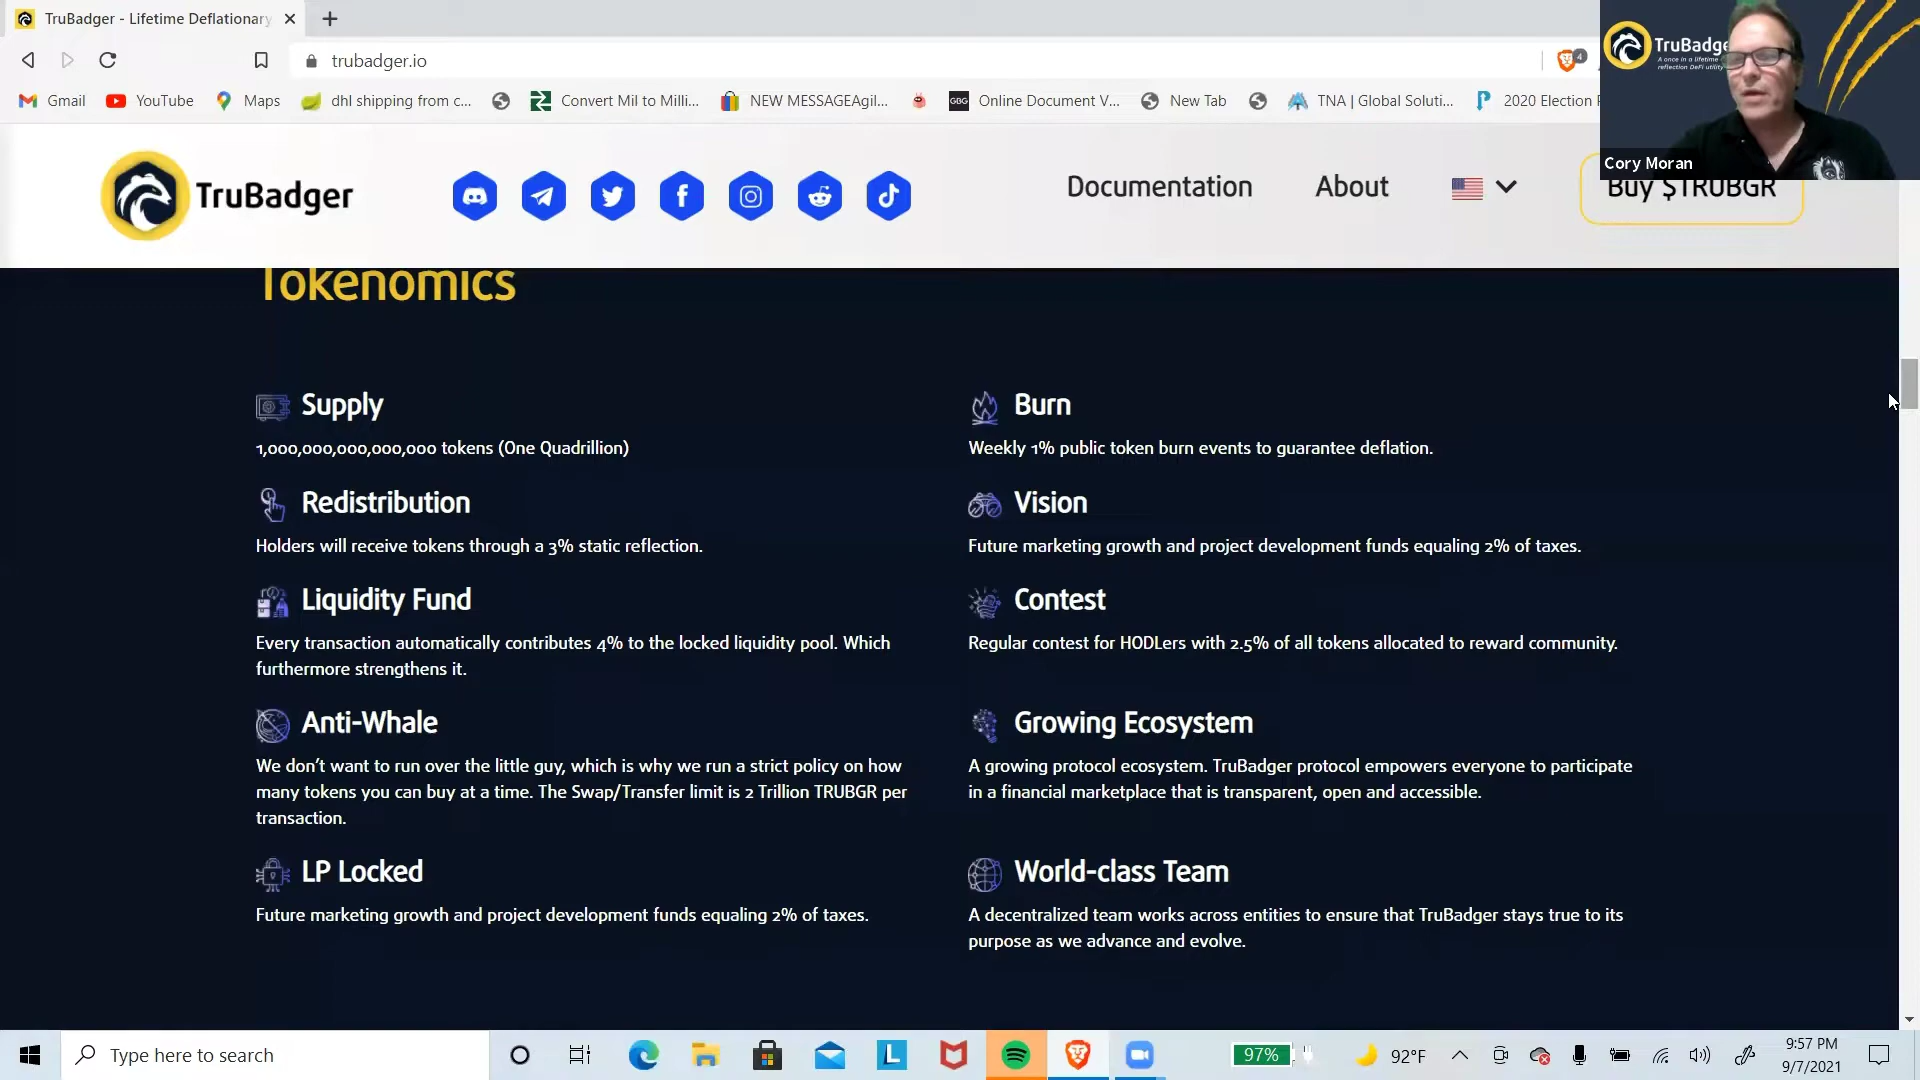 TruBadger - Lifetime Deflationary
trubadger.io
4
Gmail
YouTube
Maps
dhl shipping from c...
Convert Mil to Milli...
NEW MESSAGEAgil...
GBG
Online Document V...
New Tab
TNA | Global Soluti...
2020 Election
TruBadge
A once in a lifetime
reflection DeFi utility
Cory Moran
TruBadger
Documentation
About
Buy $TRUBGR
Tokenomics
Supply
1,000,000,000,000,000 tokens (One Quadrillion)
Burn
Weekly 1% public token burn events to guarantee deflation.
Redistribution
Holders will receive tokens through a 3% static reflection.
Vision
Future marketing growth and project development funds equaling 2% of taxes.
Liquidity Fund
Every transaction automatically contributes 4% to the locked liquidity pool. Which
furthermore strengthens it.
Contest
Regular contest for HODLers with 2.5% of all tokens allocated to reward community.
Anti-Whale
We don't want to run over the little guy, which is why we run a strict policy on how
many tokens you can buy at a time. The Swap/Transfer limit is 2 Trillion TRUBGR per
transaction.
Growing Ecosystem
A growing protocol ecosystem. TruBadger protocol empowers everyone to participate
in a financial marketplace that is transparent, open and accessible.
LP Locked
Future marketing growth and project development funds equaling 2% of taxes.
World-class Team
A decentralized team works across entities to ensure that TruBadger stays true to its
purpose as we advance and evolve.
Type here to search
L
97%
92°F
9:57 PM
9/7/2021